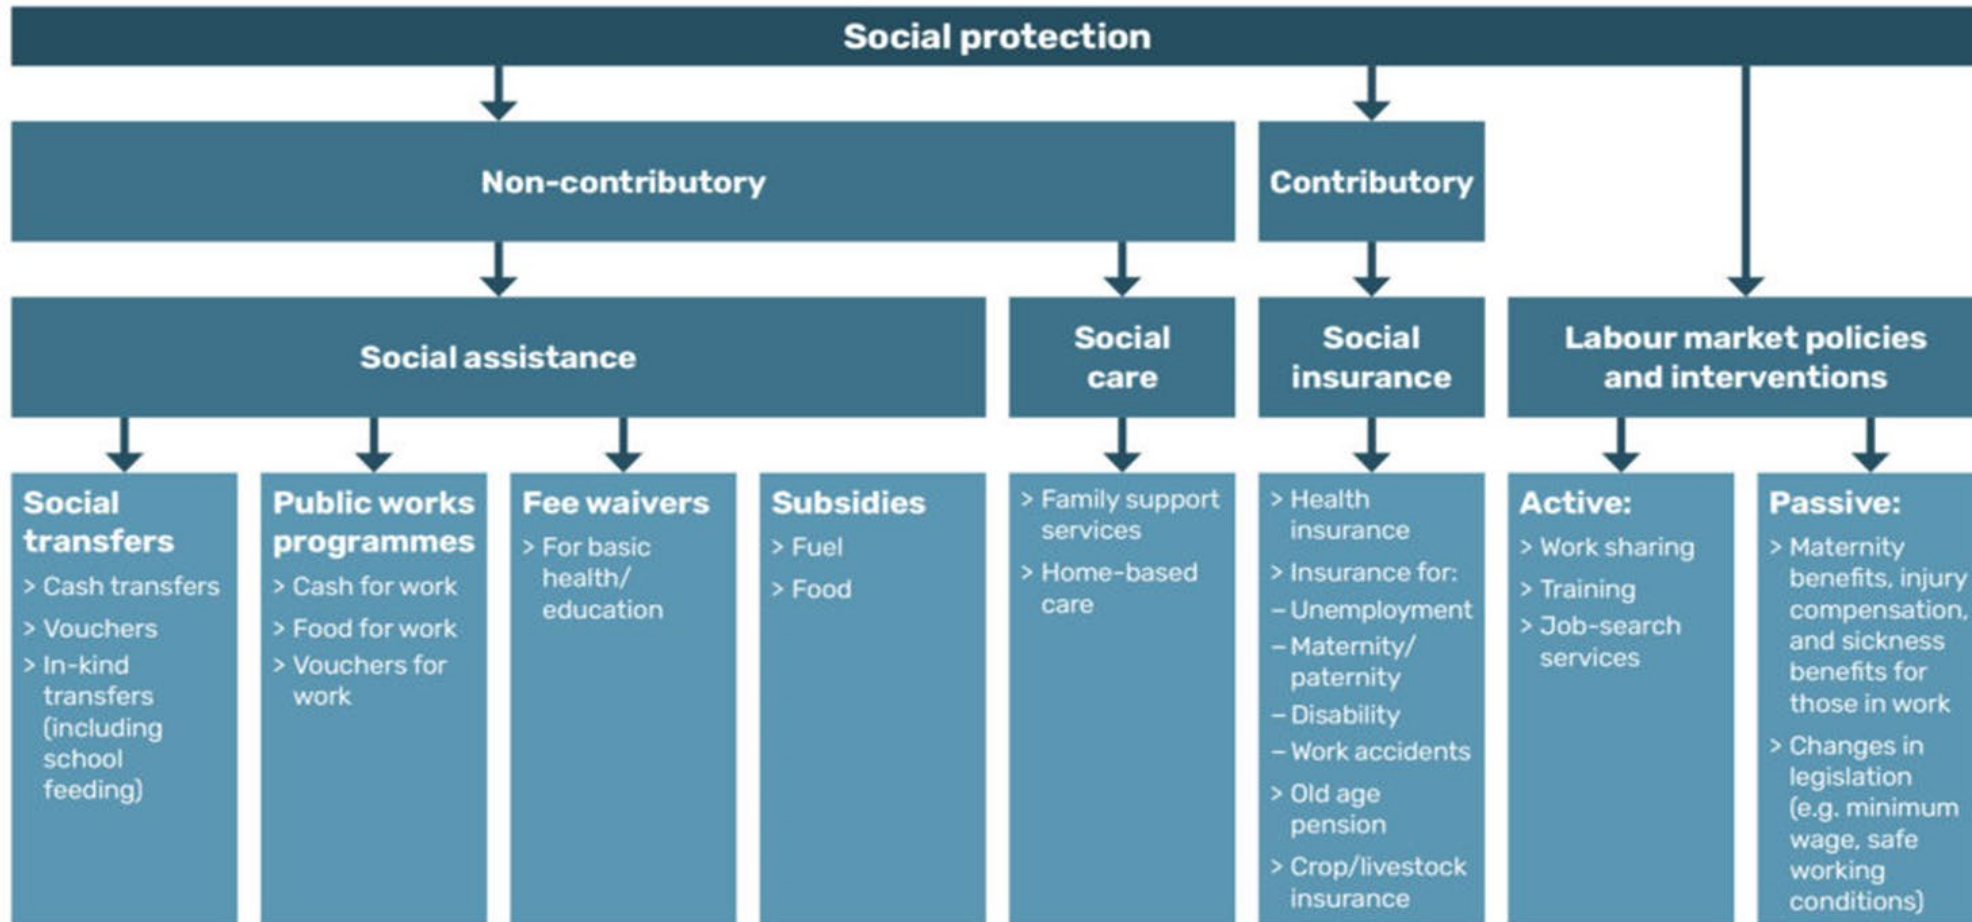 Social protection
Non-contributory
Contributory
Social assistance
Social
care
Social
insurance
Labour market policies
and interventions
Social
transfers
> Cash transfers
> Vouchers
> In-kind
transfers
(including
school
feeding)
Public works
programmes
> Cash for work
> Food for work
> Vouchers for
work
Fee waivers
> For basic
health/
education
Subsidies
> Fuel
> Food
> Family support
services
> Home-based
care
> Health
insurance
> Insurance for:
– Unemployment
– Maternity/
paternity
– Disability
– Work accidents
> Old age
pension
> Crop/livestock
insurance
Active:
> Work sharing
> Training
> Job-search
services
Passive:
> Maternity
benefits, injury
compensation,
and sickness
benefits for
those in work
> Changes in
legislation
(e.g. minimum
wage, safe
working
conditions)